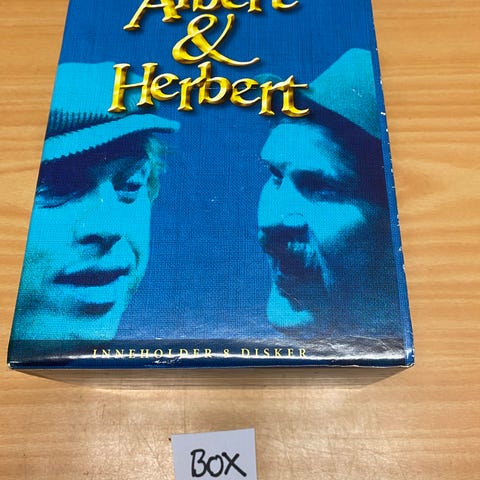 Albert
&
Herbert
INNEHOLDER 8 DISKER
BOX